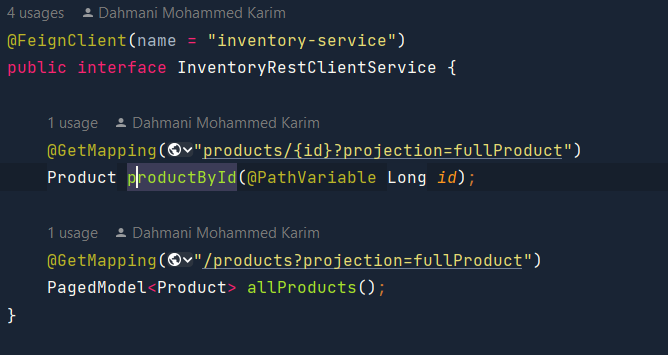 4 usages Dahmani Mohammed Karim
@FeignClient(name = "inventory-service")
public interface InventoryRestClientService {
1 usage Dahmani Mohammed Karim
@GetMapping("products/{id}?projection=fullProduct")
Product productById(@PathVariable Long id);
1 usage Dahmani Mohammed Karim
@GetMapping("/products?projection=fullProduct")
PagedModel<Product> allProducts();
}